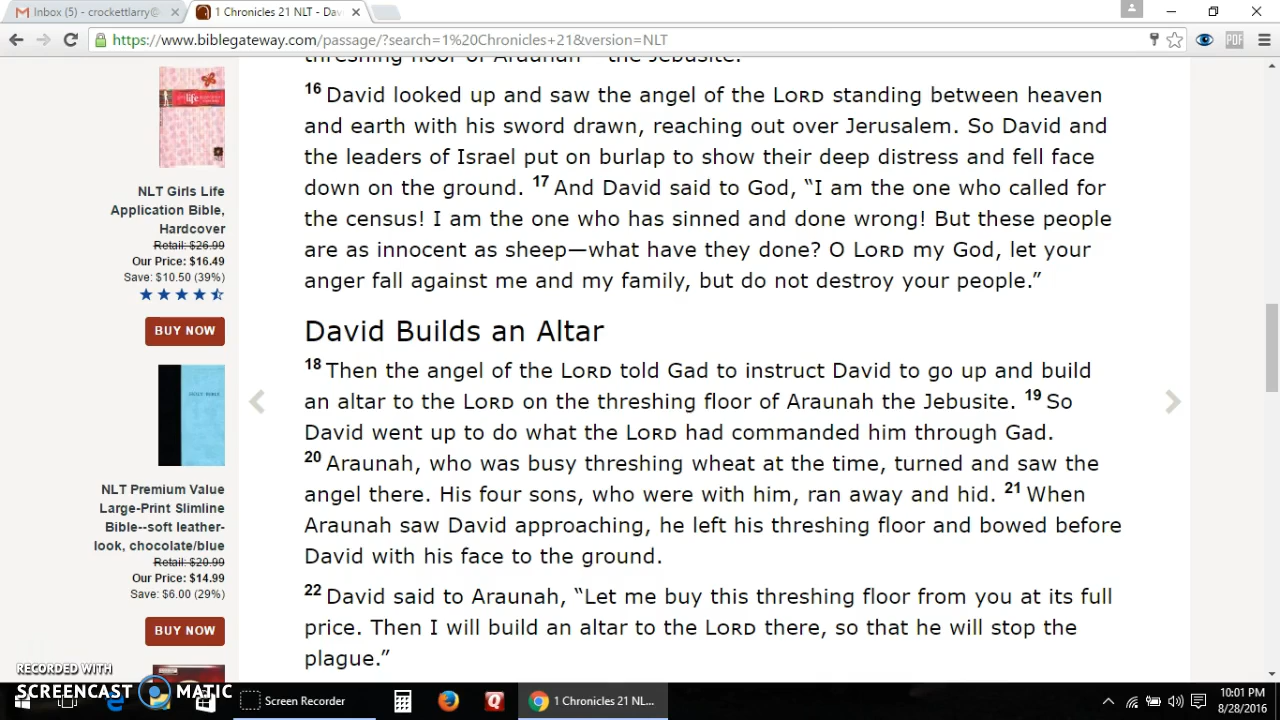 Inbox (5) - crockettlarry@
1 Chronicles 21 NLT - Dav
https://www.biblegateway.com/passage/?search=1%20Chronicles+21&version=NLT
PDF
threshing floor of Araunah the Jebusite.
16 David looked up and saw the angel of the LORD standing between heaven
and earth with his sword drawn, reaching out over Jerusalem. So David and
the leaders of Israel put on burlap to show their deep distress and fell face
down on the ground. 17 And David said to God, “I am the one who called for
the census! I am the one who has sinned and done wrong! But these people
are as innocent as sheep—what have they done? O LORD my God, let your
anger fall against me and my family, but do not destroy your people.”
David Builds an Altar
18 Then the angel of the LORD told Gad to instruct David to go up and build
an altar to the LORD on the threshing floor of Araunah the Jebusite. 19 So
David went up to do what the LORD had commanded him through Gad.
20 Araunah, who was busy threshing wheat at the time, turned and saw the
angel there. His four sons, who were with him, ran away and hid. 21 When
Araunah saw David approaching, he left his threshing floor and bowed before
David with his face to the ground.
22 David said to Araunah, “Let me buy this threshing floor from you at its full
price. Then I will build an altar to the LORD there, so that he will stop the
plague.”
life
NLT Girls Life
Application Bible,
Hardcover
Retail: $26.99
Our Price: $16.49
Save: $10.50 (39%)
BUY NOW
HOLY BIBLE
NLT Premium Value
Large-Print Slimline
Bible--soft leather-
look, chocolate/blue
Retail: $20.99
Our Price: $14.99
Save: $6.00 (29%)
BUY NOW
RECORDED WITH
SCREENCAST MATIC
Screen Recorder
1 Chronicles 21 NL...
10:01 PM
8/28/2016